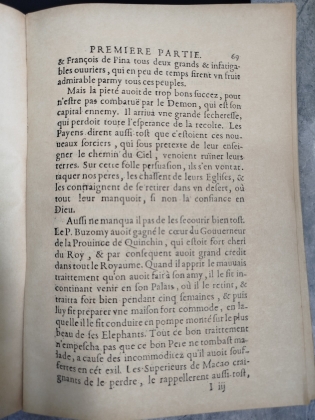 PREMIERE PARTIE. 69
& François de Pina tous deux grands & infatiga-
bles ouuriers, qui en peu de temps firent vn fruit
admirable parmy tous ces peuples.
Mais la pieté auoit de trop bons succez, pour
n'estre pas combatuë par le Demon, qui est son
capital ennemy. Il arriua vne grande secheresse,
qui perdoit toute l'esperance de la recolte. Les
Payens dirent aussi tost que c'estoient ces nou-
ueaux sorciers, qui sous pretexte de leur ensei-
gner le chemin du Ciel, venoient ruiner leurs
terres. Sur cette folle persuasion, ils s'en vont at-
taquer nos peres, les chassent de leurs Eglises, &
les contraignent de se retirer dans vn desert, où
tout leur manquoit, si non la confiance en
Dieu.
Aussi ne manqua il pas de les secourir bien tost.
Le P. Buzomy auoit gagné le cœur du Gouuerneur
de la Prouince de Quinchin, qui estoit fort cheri
du Roy, & par consequent auoit grand credit
dans tout le Royaume. Quand il apprit le mauuais
traittement qu'on auoit fait à son amy, il le fit in-
continant venir en son Palais, où il le retint, &
traitta fort bien pendant cinq semaines, & puis
luy fit preparer vne maison fort commode, en la-
quelle il le fit conduire en pompe monté sur le plus
beau de ses Elephants. Tout ce bon traittement
n'empescha pas que ce bon Pere ne tombast ma-
lade, a cause des incommoditez qu'il auoit souf-
fertes en cét exil. Les Superieurs de Macao crai-
gnants de le perdre, le rappellerent aussi tost,
I iij